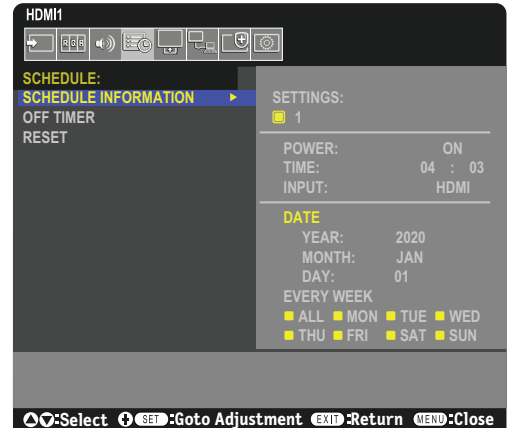 HDMI1
RGB
SCHEDULE:
SCHEDULE INFORMATION
OFF TIMER
RESET
SETTINGS:
1
POWER: ON
TIME: 04 : 03
INPUT: HDMI
DATE
YEAR: 2020
MONTH: JAN
DAY: 01
EVERY WEEK
ALL MON TUE WED
THU FRI SAT SUN
:Select SET :Goto Adjustment EXIT :Return MENU :Close